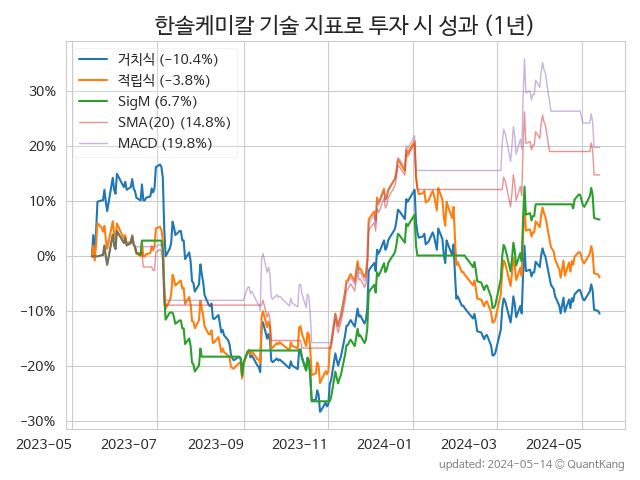 한솔케미칼 기술 지표로 투자 시 성과 (1년)
거치식 (−10.4%)
적립식 (−3.8%)
SigM (6.7%)
SMA(20) (14.8%)
MACD (19.8%)
30%
20%
10%
0%
−10%
−20%
−30%
2023-05 2023-07 2023-09 2023-11 2024-01 2024-03 2024-05
updated: 2024-05-14 © QuantKang